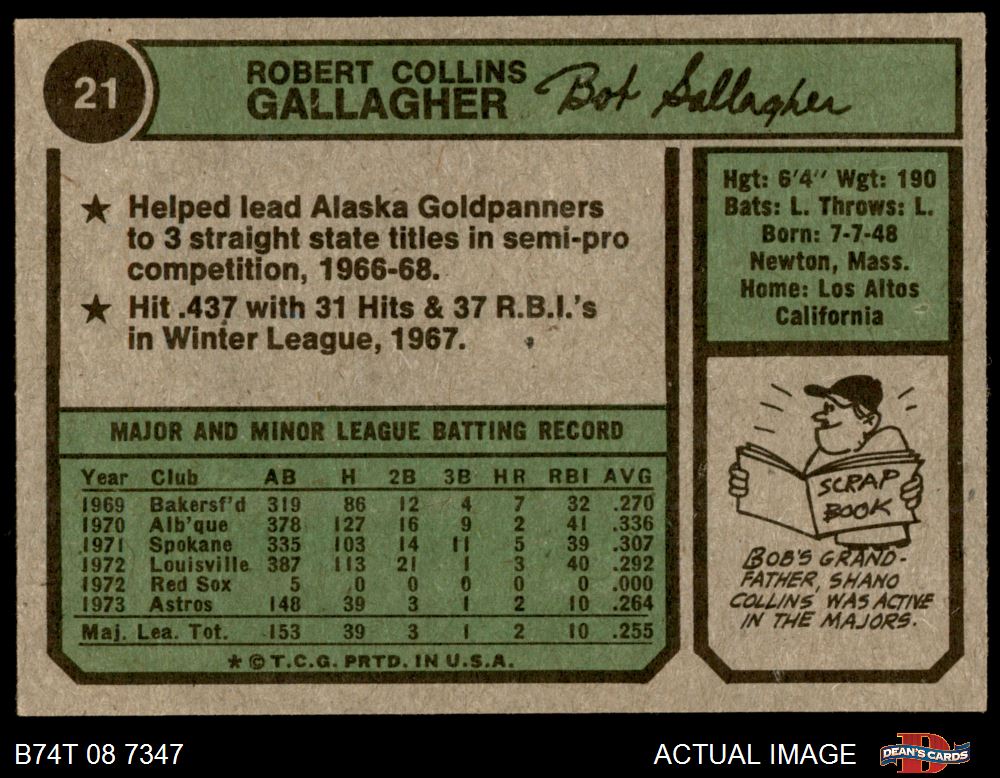 21
ROBERT COLLINS
GALLAGHER
Bob Gallagher
★ Helped lead Alaska Goldpanners
to 3 straight state titles in semi-pro
competition, 1966-68.
★ Hit .437 with 31 Hits & 37 R.B.I.'s
in Winter League, 1967.
Hgt: 6'4" Wgt: 190
Bats: L. Throws: L.
Born: 7-7-48
Newton, Mass.
Home: Los Altos
California
MAJOR AND MINOR LEAGUE BATTING RECORD
Year Club AB H 2B 3B HR RBI AVG
1969 Bakersf'd 319 86 12 4 7 32 .270
1970 Alb'que 378 127 16 9 2 41 .336
1971 Spokane 335 103 14 11 5 39 .307
1972 Louisville 387 113 21 1 3 40 .292
1972 Red Sox 5 0 0 0 0 0 .000
1973 Astros 148 39 3 1 2 10 .264
Maj. Lea. Tot. 153 39 3 1 2 10 .255
★ © T.C.G. PRTD. IN U.S.A.
SCRAP
BOOK
BOB'S GRAND-
FATHER, SHANO
COLLINS, WAS ACTIVE
IN THE MAJORS.
B74T 08 7347
ACTUAL IMAGE
D
DEAN'S CARDS